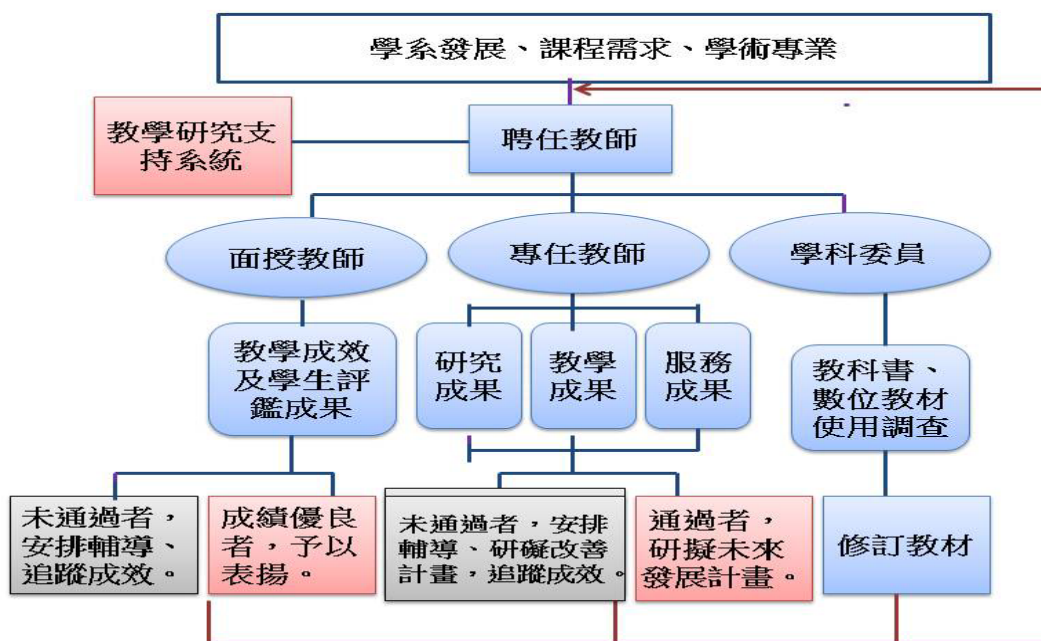 學系發展、課程需求、學術專業
教學研究支
持系統
聘任教師
面授教師
專任教師
學科委員
教學成效
及學生評
鑑成果
研究
成果
教學
成果
服務
成果
教科書、
數位教材
使用調查
未通過者，
安排輔導、
追蹤成效。
成績優良
者，予以
表揚。
未通過者，安排
輔導、研礙改善
計畫，追蹤成效。
通過者，
研擬未來
發展計畫。
修訂教材